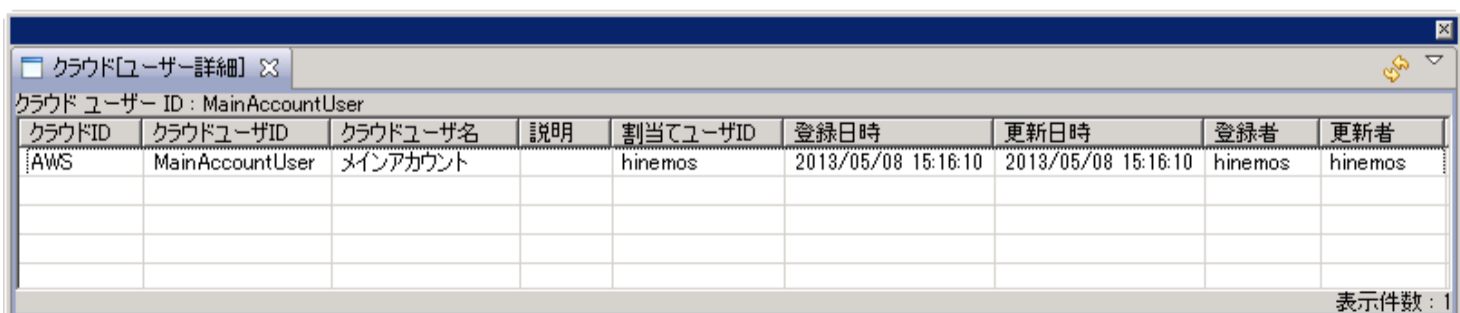 クラウド[ユーザー詳細]
クラウド ユーザー ID : MainAccountUser
クラウドID クラウドユーザID クラウドユーザ名 説明 割当てユーザID 登録日時 更新日時 登録者 更新者
AWS MainAccountUser メインアカウント hinemos 2013/05/08 15:16:10 2013/05/08 15:16:10 hinemos hinemos
表示件数 : 1